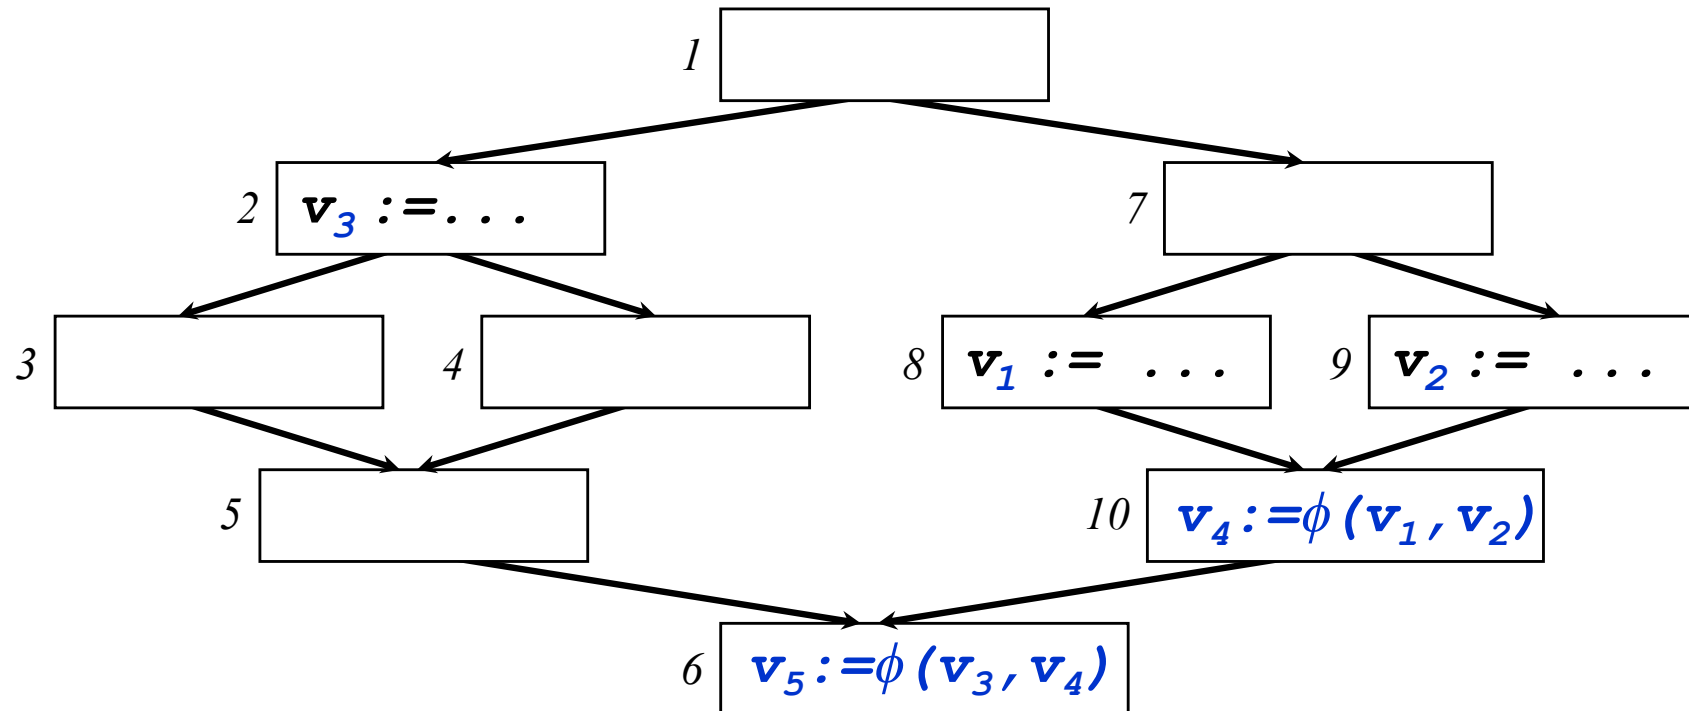 1
2 v₃ :=...
7
3
4
8 v₁ := ...
9 v₂ := ...
5
10 v₄:=ϕ(v₁,v₂)
6 v₅:=ϕ(v₃,v₄)